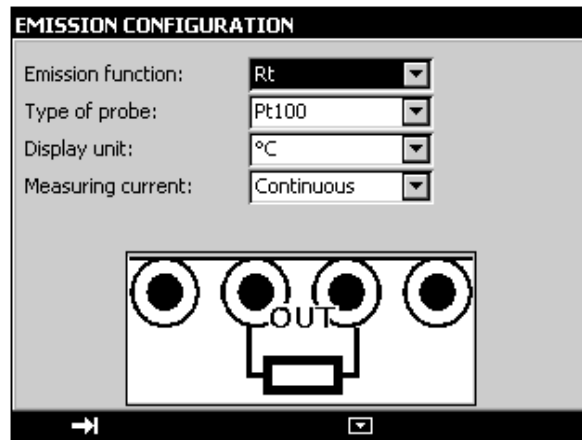 EMISSION CONFIGURATION
Emission function: Rt
Type of probe: Pt100
Display unit: °C
Measuring current: Continuous
OUT